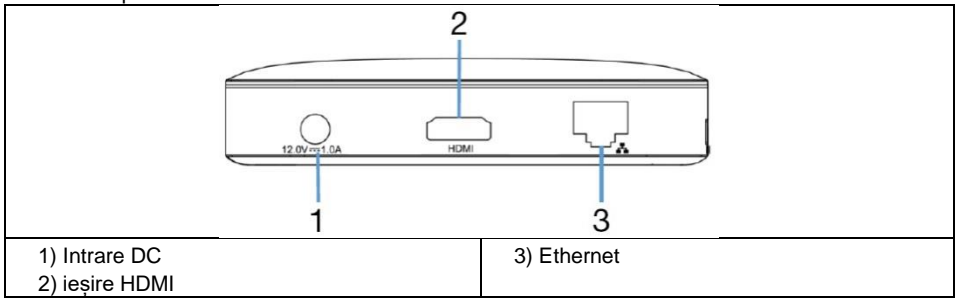 2
12.0V⎓1.0A
HDMI
1
3
1) Intrare DC
2) ieșire HDMI
3) Ethernet